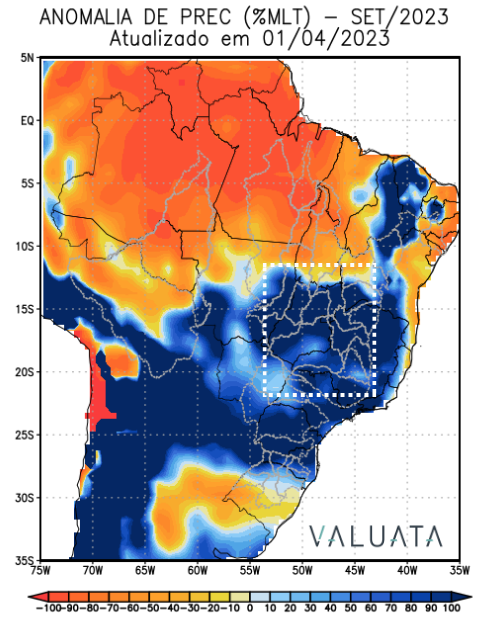 ANOMALIA DE PREC (%MLT) – SET/2023
Atualizado em 01/04/2023
5N
EQ
5S
10S
15S
20S
25S
30S
35S
VALUATA
75W 70W 65W 60W 55W 50W 45W 40W 35W
-100 -90 -80 -70 -60 -50 -40 -30 -20 -10 0 10 20 30 40 50 60 70 80 90 100